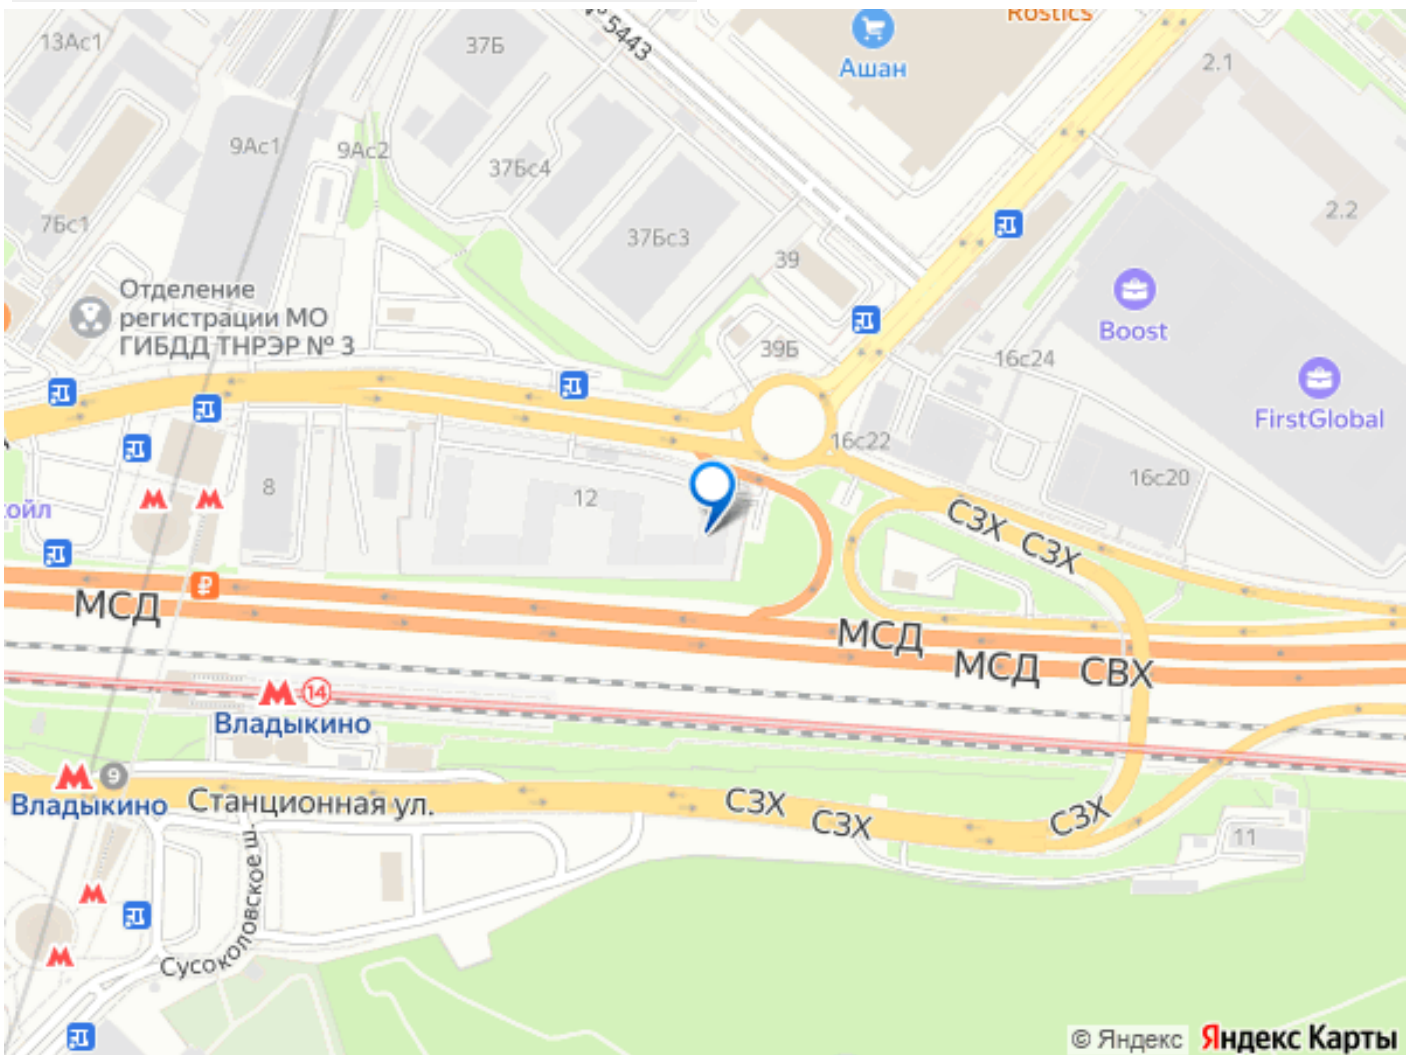 Rostics
№ 5443
13Ас1
37Б
Ашан
2.1
9Ас1
9Ас2
37Бс4
2.2
7Бс1
37Бс3
39
Отделение
регистрации МО
ГИБДД ТНРЭР № 3
Boost
39Б
16с24
FirstGlobal
16с22
16с20
8
12
ойл
СЗХ
СЗХ
МСД
МСД
МСД
СВХ
14
Владыкино
9
Владыкино
Станционная ул.
СЗХ
СЗХ
СЗХ
11
Сусоколовское ш.
© Яндекс Яндекс Карты